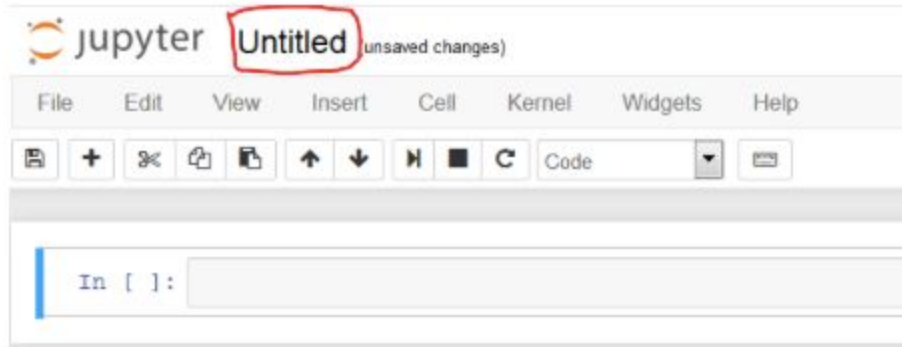 jupyter Untitled (unsaved changes)
File Edit View Insert Cell Kernel Widgets Help
Code
In [ ]: